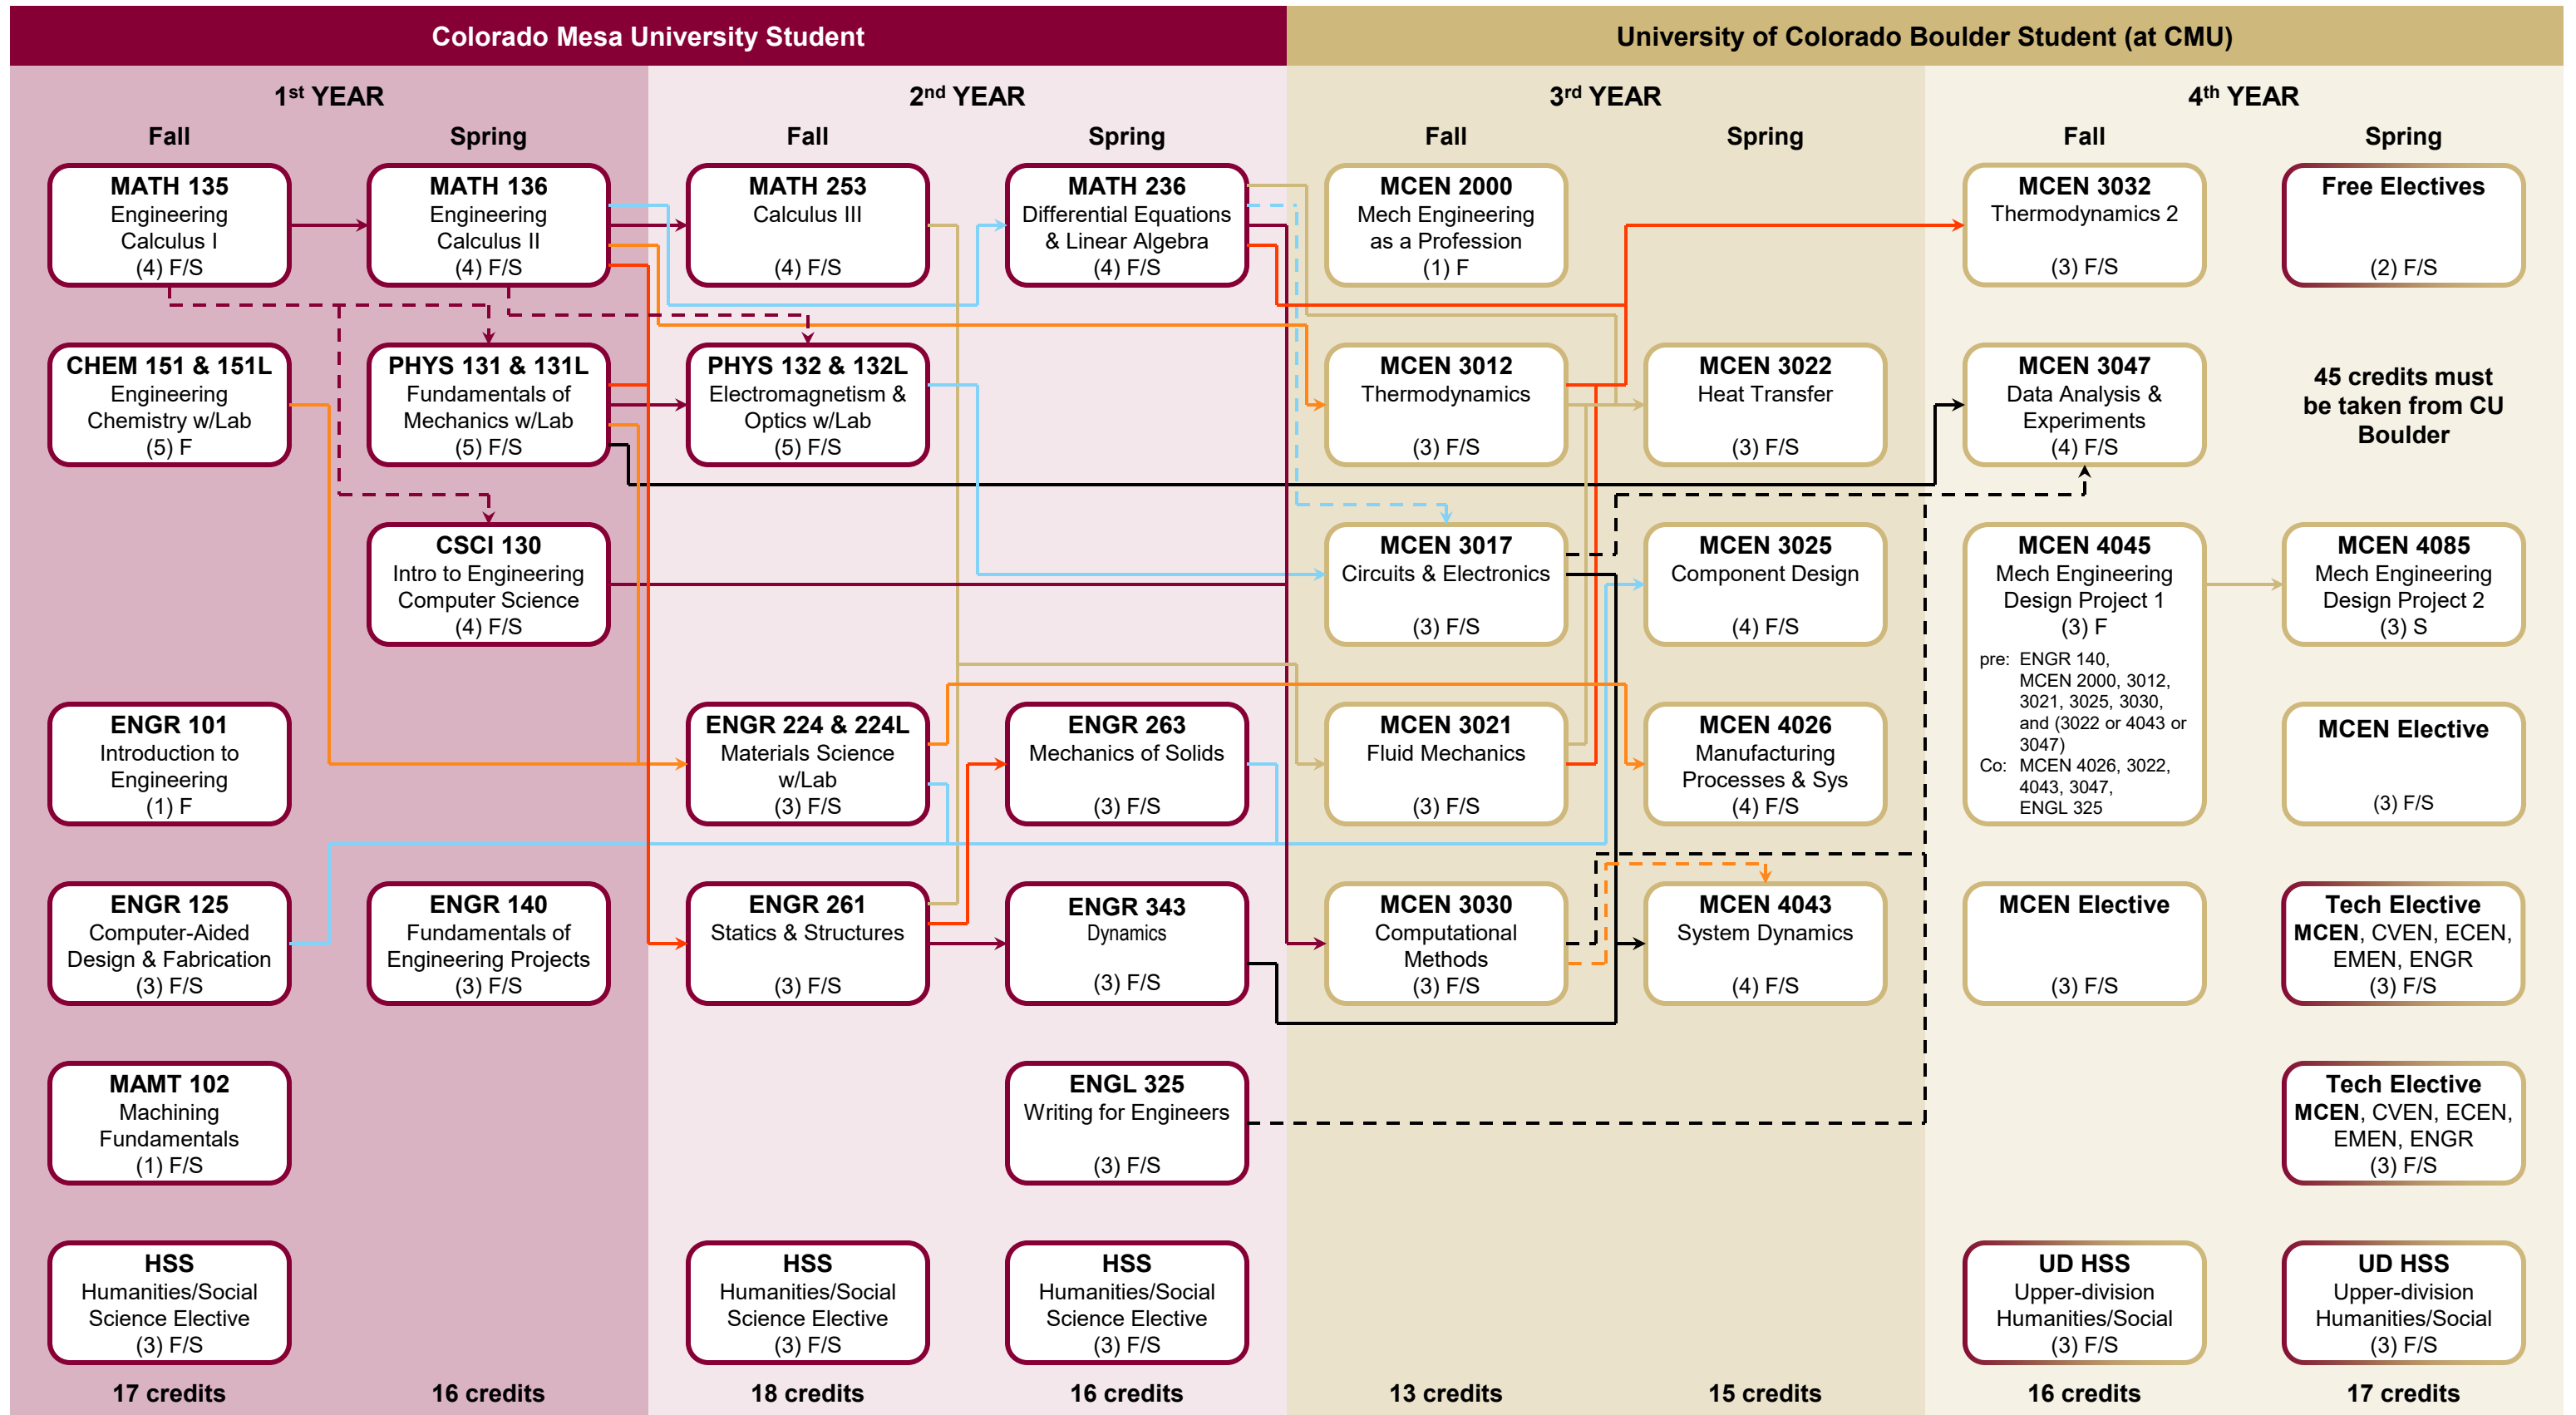 Colorado Mesa University Student
University of Colorado Boulder Student (at CMU)
1st YEAR
2nd YEAR
3rd YEAR
4th YEAR
Fall
Spring
Fall
Spring
Fall
Spring
Fall
Spring
MATH 135
Engineering
Calculus I
(4) F/S
MATH 136
Engineering
Calculus II
(4) F/S
MATH 253
Calculus III
(4) F/S
MATH 236
Differential Equations
& Linear Algebra
(4) F/S
MCEN 2000
Mech Engineering
as a Profession
(1) F
MCEN 3032
Thermodynamics 2
(3) F/S
Free Electives
(2) F/S
CHEM 151 & 151L
Engineering
Chemistry w/Lab
(5) F
PHYS 131 & 131L
Fundamentals of
Mechanics w/Lab
(5) F/S
PHYS 132 & 132L
Electromagnetism &
Optics w/Lab
(5) F/S
MCEN 3012
Thermodynamics
(3) F/S
MCEN 3022
Heat Transfer
(3) F/S
MCEN 3047
Data Analysis &
Experiments
(4) F/S
45 credits must
be taken from CU
Boulder
CSCI 130
Intro to Engineering
Computer Science
(4) F/S
MCEN 3017
Circuits & Electronics
(3) F/S
MCEN 3025
Component Design
(4) F/S
MCEN 4045
Mech Engineering
Design Project 1
(3) F
pre: ENGR 140,
MCEN 2000, 3012,
3021, 3025, 3030,
and (3022 or 4043 or
3047)
Co: MCEN 4026, 3022,
4043, 3047,
ENGL 325
MCEN 4085
Mech Engineering
Design Project 2
(3) S
ENGR 101
Introduction to
Engineering
(1) F
ENGR 224 & 224L
Materials Science
w/Lab
(3) F/S
ENGR 263
Mechanics of Solids
(3) F/S
MCEN 3021
Fluid Mechanics
(3) F/S
MCEN 4026
Manufacturing
Processes & Sys
(4) F/S
MCEN Elective
(3) F/S
ENGR 125
Computer-Aided
Design & Fabrication
(3) F/S
ENGR 140
Fundamentals of
Engineering Projects
(3) F/S
ENGR 261
Statics & Structures
(3) F/S
ENGR 343
Dynamics
(3) F/S
MCEN 3030
Computational
Methods
(3) F/S
MCEN 4043
System Dynamics
(4) F/S
MCEN Elective
(3) F/S
Tech Elective
MCEN, CVEN, ECEN,
EMEN, ENGR
(3) F/S
MAMT 102
Machining
Fundamentals
(1) F/S
ENGL 325
Writing for Engineers
(3) F/S
Tech Elective
MCEN, CVEN, ECEN,
EMEN, ENGR
(3) F/S
HSS
Humanities/Social
Science Elective
(3) F/S
HSS
Humanities/Social
Science Elective
(3) F/S
HSS
Humanities/Social
Science Elective
(3) F/S
UD HSS
Upper-division
Humanities/Social
(3) F/S
UD HSS
Upper-division
Humanities/Social
(3) F/S
17 credits
16 credits
18 credits
16 credits
13 credits
15 credits
16 credits
17 credits